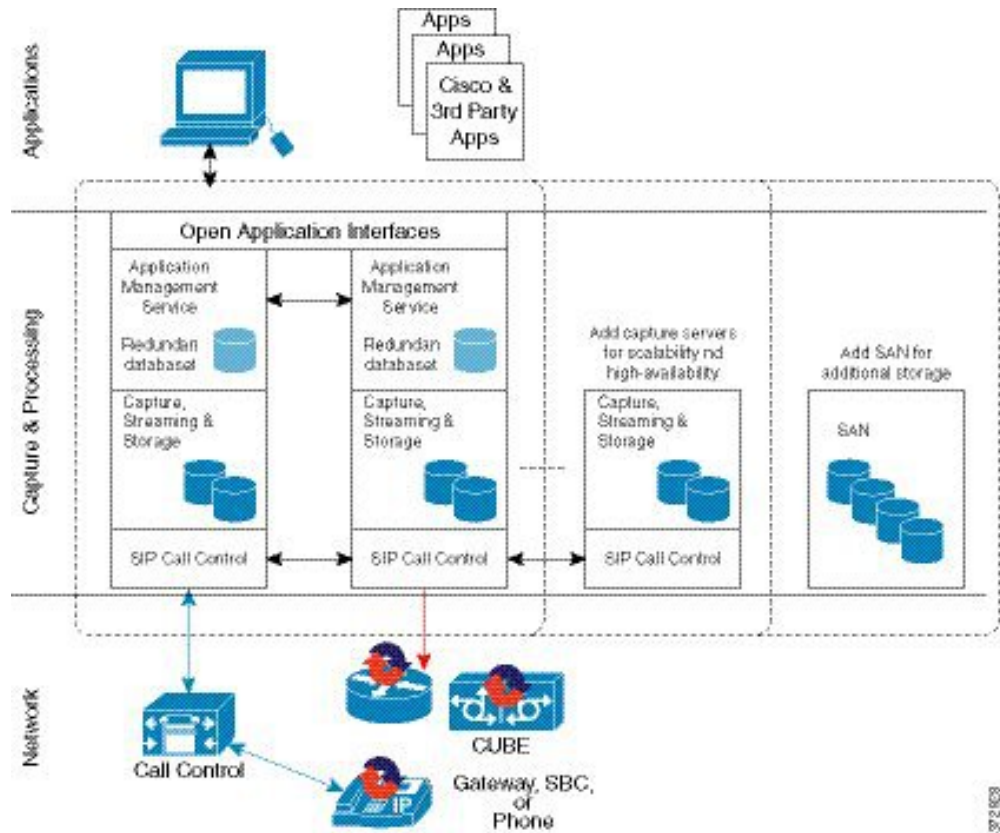 Applications
Apps
Apps
Cisco &
3rd Party
Apps
Capture & Processing
Open Application Interfaces
Application
Management
Service
Redundan
database
Capture,
Streaming &
Storage
SIP Call Control
Application
Management
Service
Redundan
database
Capture,
Streaming &
Storage
SIP Call Control
Add capture servers
for scalability nd
high-availability
Capture,
Streaming &
Storage
SIP Call Control
Add SAN for
additional storage
SAN
Network
Call Control
IP
CUBE
Gateway, SBC,
or
Phone